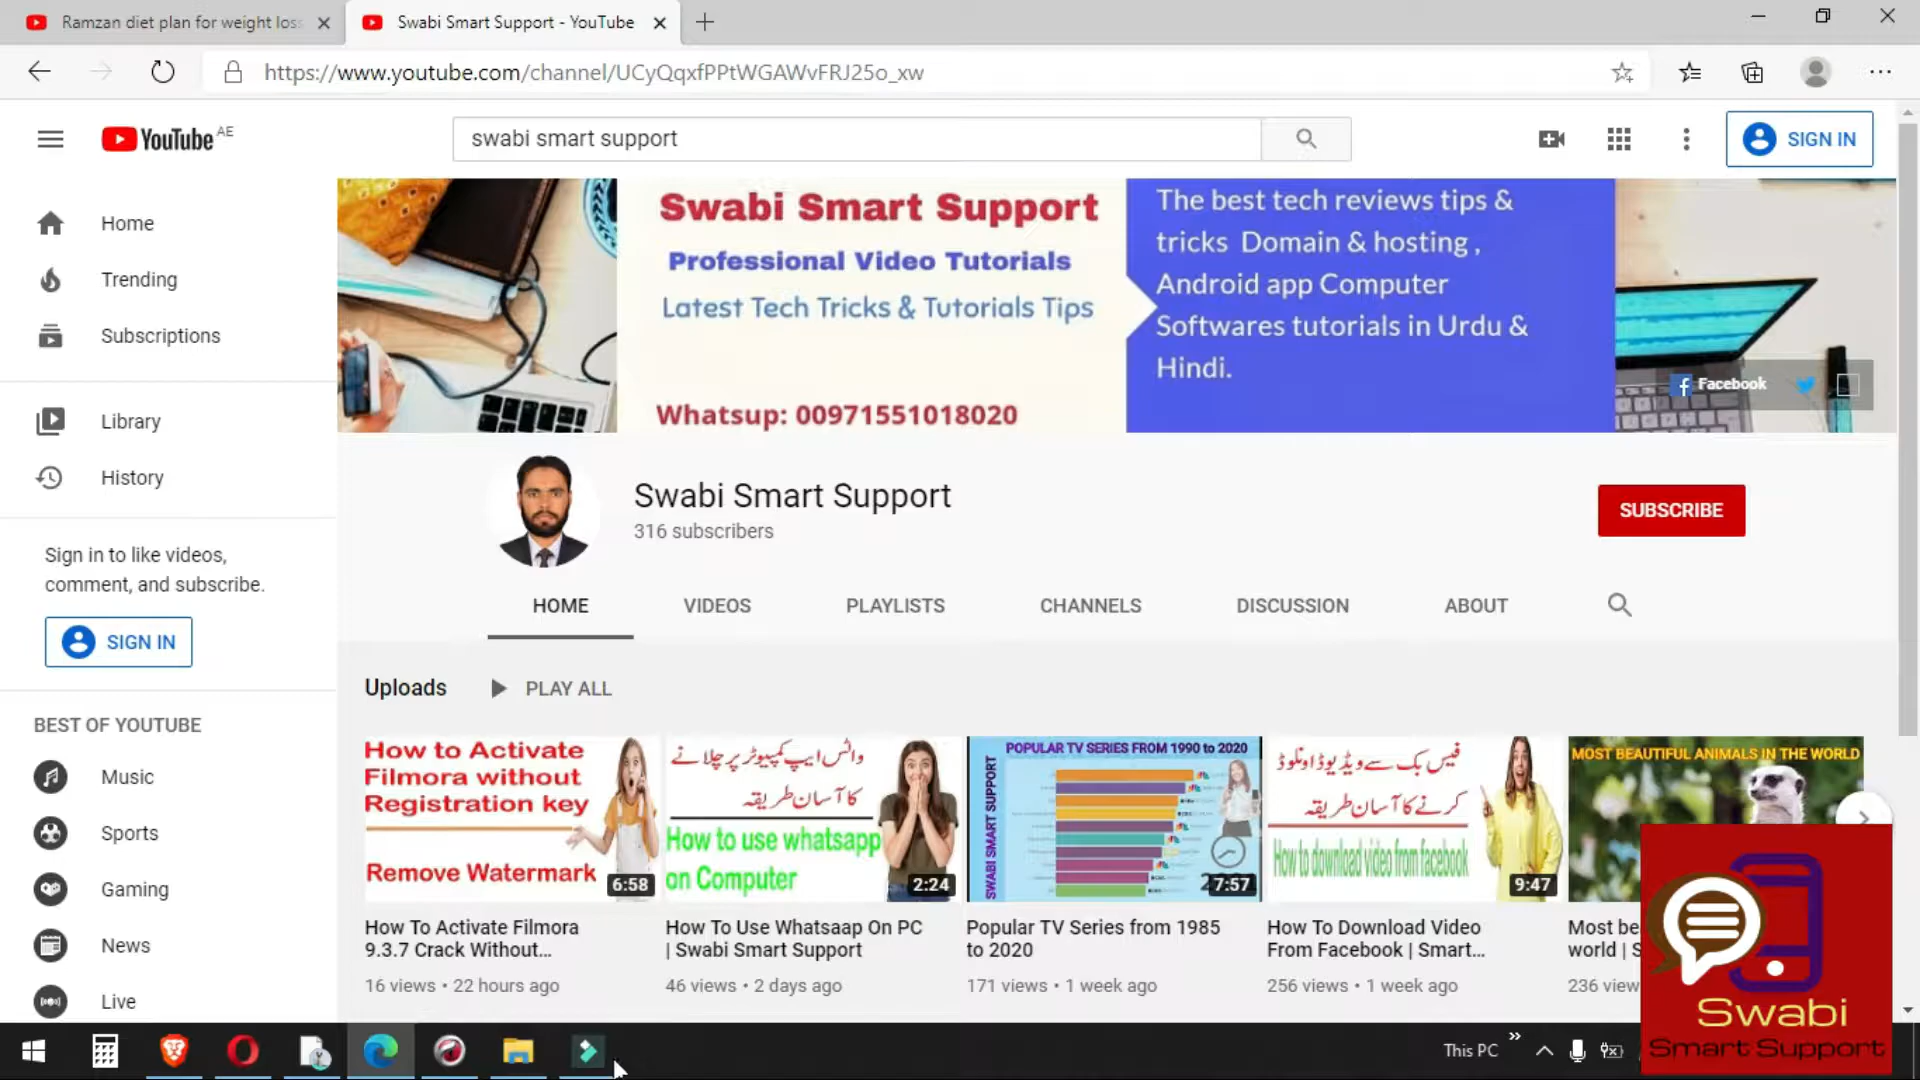 Ramzan diet plan for weight loss
Swabi Smart Support - YouTube
https://www.youtube.com/channel/UCyQqxfPPtWGAWvFRJ25o_xw
YouTube AE
swabi smart support
SIGN IN
Home
Trending
Subscriptions
Library
History
Sign in to like videos,
comment, and subscribe.
SIGN IN
BEST OF YOUTUBE
Music
Sports
Gaming
News
Live
Swabi Smart Support
Professional Video Tutorials
Latest Tech Tricks & Tutorials Tips
Whatsup: 00971551018020
The best tech reviews tips &
tricks Domain & hosting ,
Android app Computer
Softwares tutorials in Urdu &
Hindi.
Facebook
Swabi Smart Support
316 subscribers
SUBSCRIBE
HOME
VIDEOS
PLAYLISTS
CHANNELS
DISCUSSION
ABOUT
Uploads
PLAY ALL
How to Activate
Filmora without
Registration key
Remove Watermark
6:58
How To Activate Filmora
9.3.7 Crack Without...
16 views • 22 hours ago
واٹس ایپ کمپیوٹر پر چلانے
کا آسان طریقہ
How to use whatsapp
on Computer
2:24
How To Use Whatsaap On PC
| Swabi Smart Support
46 views • 2 days ago
POPULAR TV SERIES FROM 1990 to 2020
SWABI SMART SUPPORT
7:57
Popular TV Series from 1985
to 2020
171 views • 1 week ago
فیس بک سے ویڈیو ڈاونلوڈ
کرنے کا آسان طریقہ
How to download video from facebook
9:47
How To Download Video
From Facebook | Smart...
256 views • 1 week ago
MOST BEAUTIFUL ANIMALS IN THE WORLD
Most be
world | S
236 view
Swabi
Smart Support
This PC